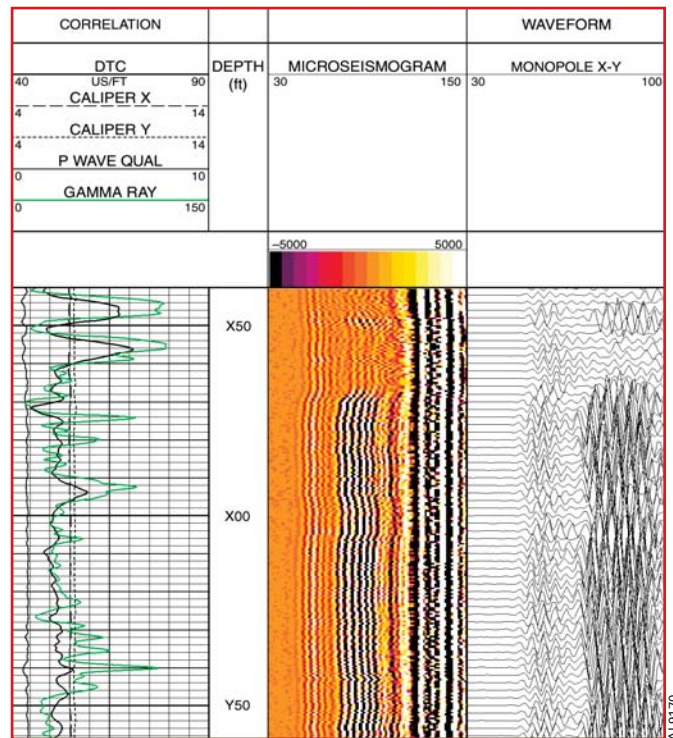 CORRELATION WAVEFORM
DTC DEPTH MICROSEISMOGRAM MONOPOLE X-Y
40 US/FT 90 (ft) 30 150 30 100
CALIPER X
4 14
CALIPER Y
4 14
P WAVE QUAL
0 10
GAMMA RAY
0 150
–5000 5000
X50
X00
Y50